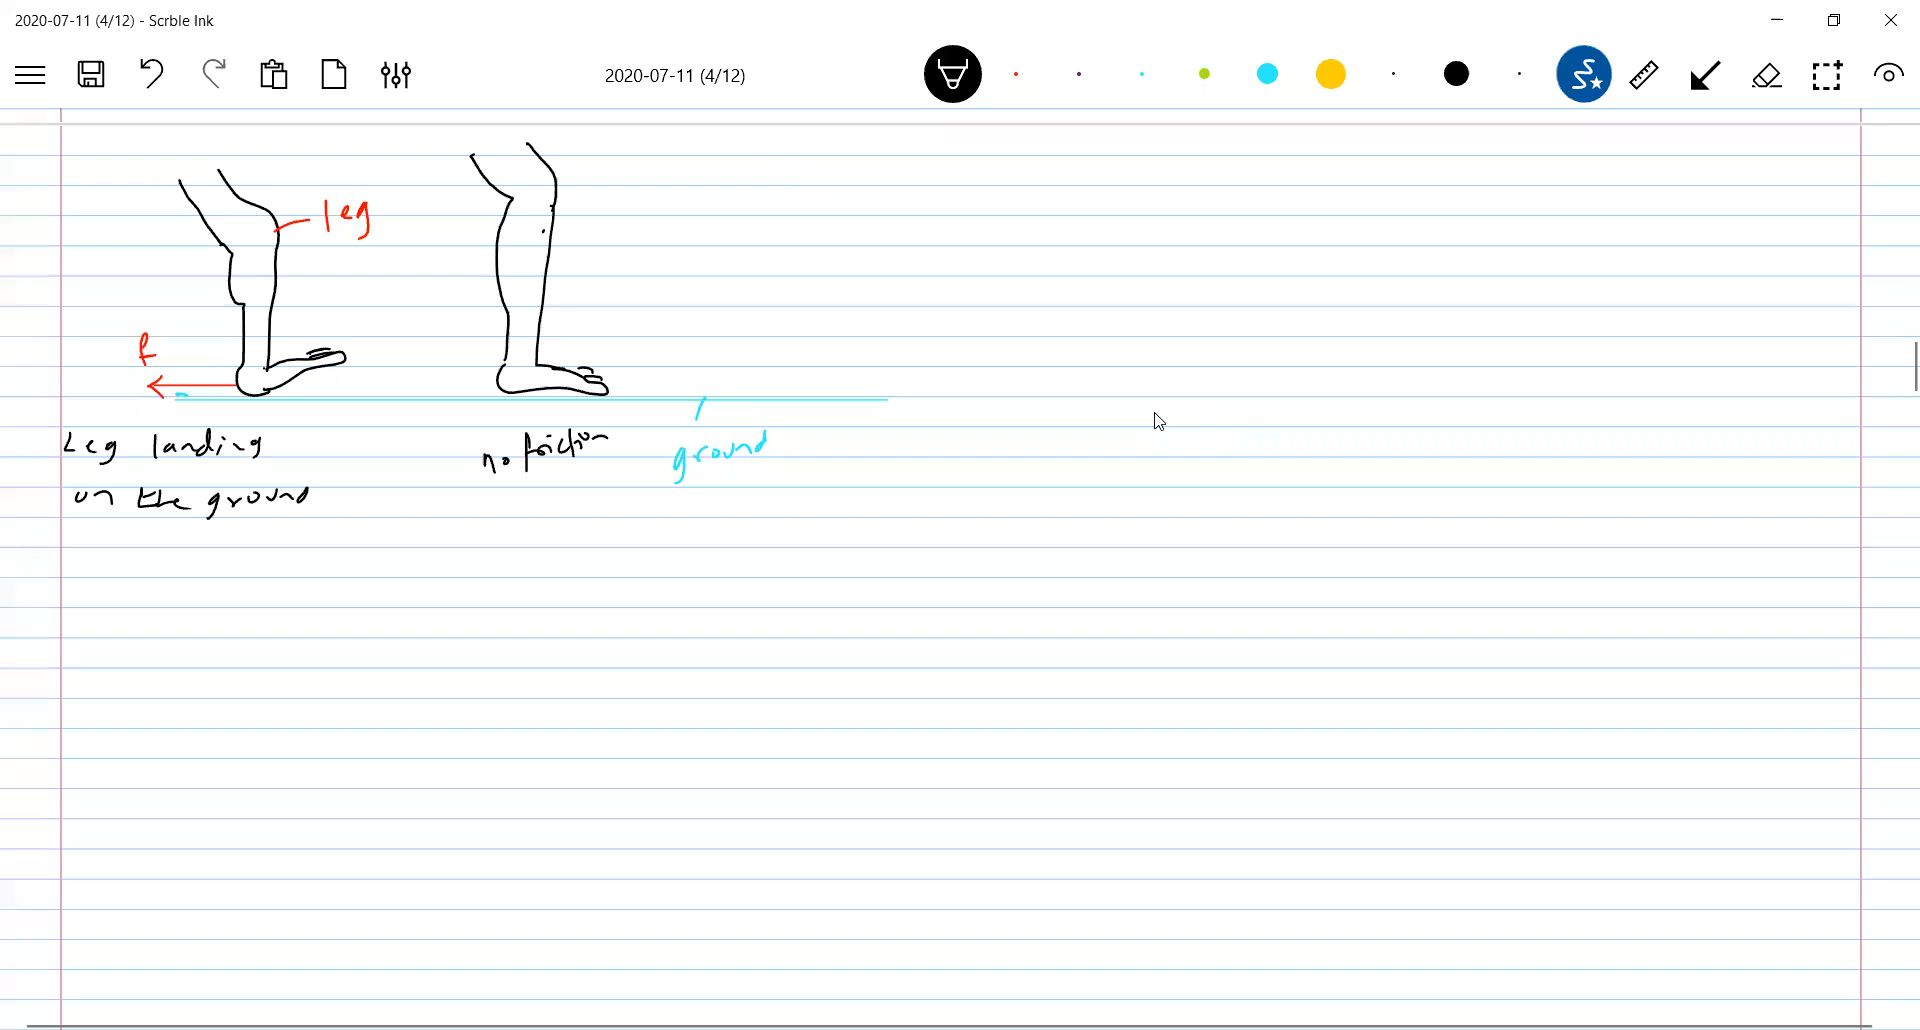 2020-07-11 (4/12) - Scrble Ink
2020-07-11 (4/12)
leg
f
Leg landing
on the ground
no friction
ground